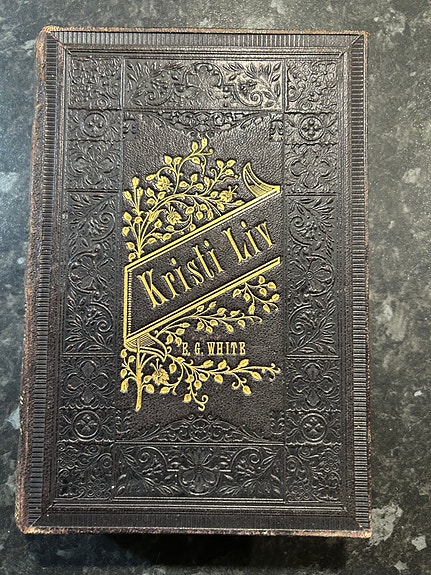 Kristi Liv
E. G. WHITE